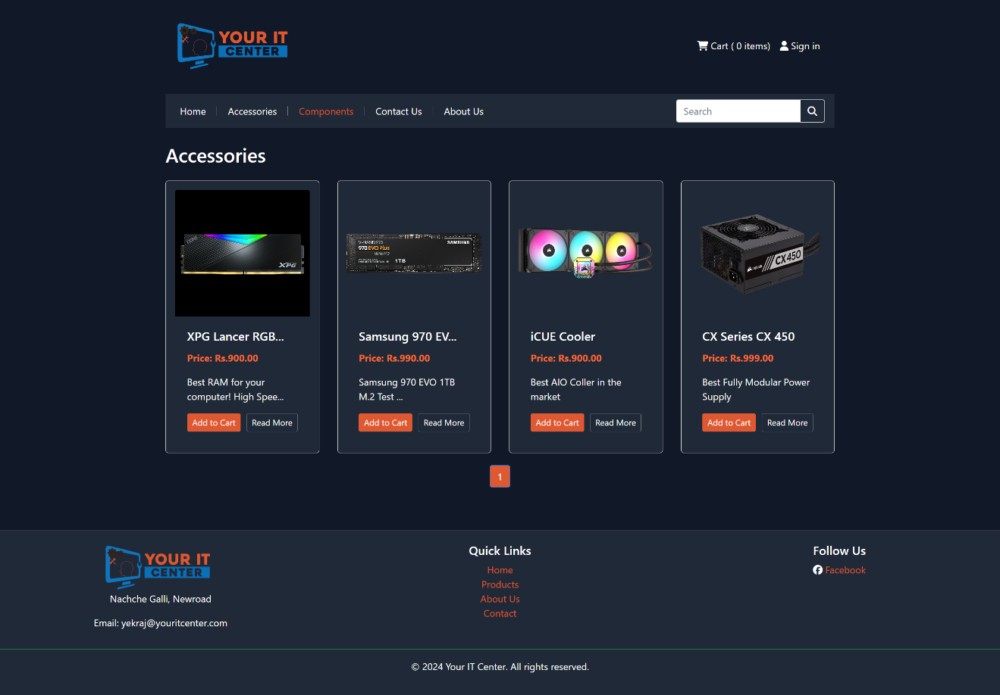 YOUR IT
CENTER
Cart ( 0 items) Sign in
Home Accessories Components Contact Us About Us Search
Accessories
XPG
V-NAND SSD
970 EVO Plus
NVMe M.2
1TB
SAMSUNG
CX 450
XPG Lancer RGB...
Price: Rs.900.00
Best RAM for your
computer! High Spee...
Add to Cart Read More
Samsung 970 EV...
Price: Rs.990.00
Samsung 970 EVO 1TB
M.2 Test ...
Add to Cart Read More
iCUE Cooler
Price: Rs.900.00
Best AIO Coller in the
market
Add to Cart Read More
CX Series CX 450
Price: Rs.999.00
Best Fully Modular Power
Supply
Add to Cart Read More
1
YOUR IT
CENTER
Nachche Galli, Newroad
Email: yekraj@youritcenter.com
Quick Links
Home
Products
About Us
Contact
Follow Us
Facebook
© 2024 Your IT Center. All rights reserved.